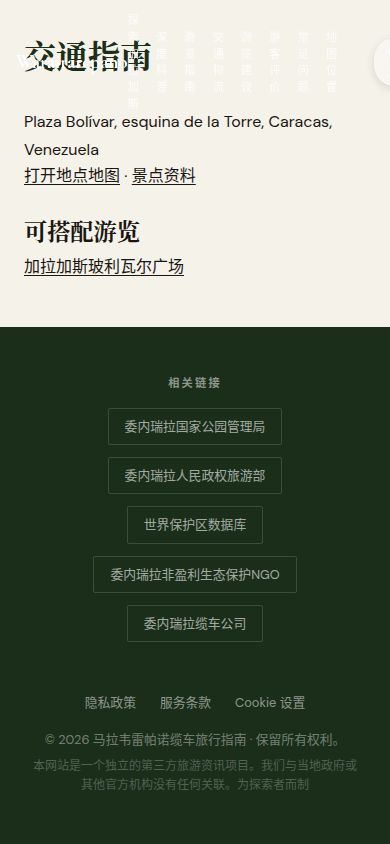 交通指南
Plaza Bolívar, esquina de la Torre, Caracas,
Venezuela
打开地点地图 · 景点资料
可搭配游览
加拉加斯玻利瓦尔广场
相关链接
委内瑞拉国家公园管理局
委内瑞拉人民政权旅游部
世界保护区数据库
委内瑞拉非盈利生态保护NGO
委内瑞拉缆车公司
隐私政策 服务条款 Cookie 设置
© 2026 马拉韦雷帕诺缆车旅行指南 · 保留所有权利。
本网站是一个独立的第三方旅游资讯项目。我们与当地政府或
其他官方机构没有任何关联。为探索者而制